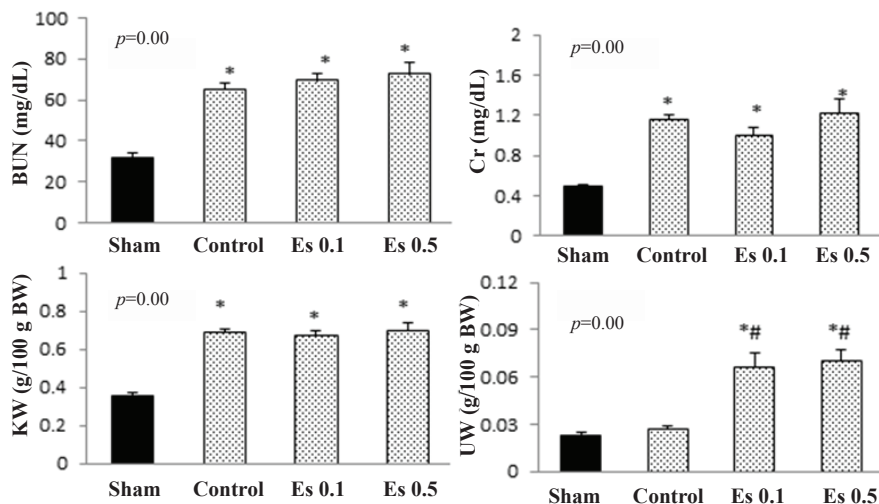 BUN (mg/dL)
100
80
60
40
20
0
p=0.00
*
*
*
Sham Control Es 0.1 Es 0.5
Cr (mg/dL)
2
1.6
1.2
0.8
0.4
0
p=0.00
*
*
*
Sham Control Es 0.1 Es 0.5
KW (g/100 g BW)
1
0.8
0.6
0.4
0.2
0
p=0.00
*
*
*
Sham Control Es 0.1 Es 0.5
UW (g/100 g BW)
0.12
0.09
0.06
0.03
0
p=0.00
*#
*#
Sham Control Es 0.1 Es 0.5